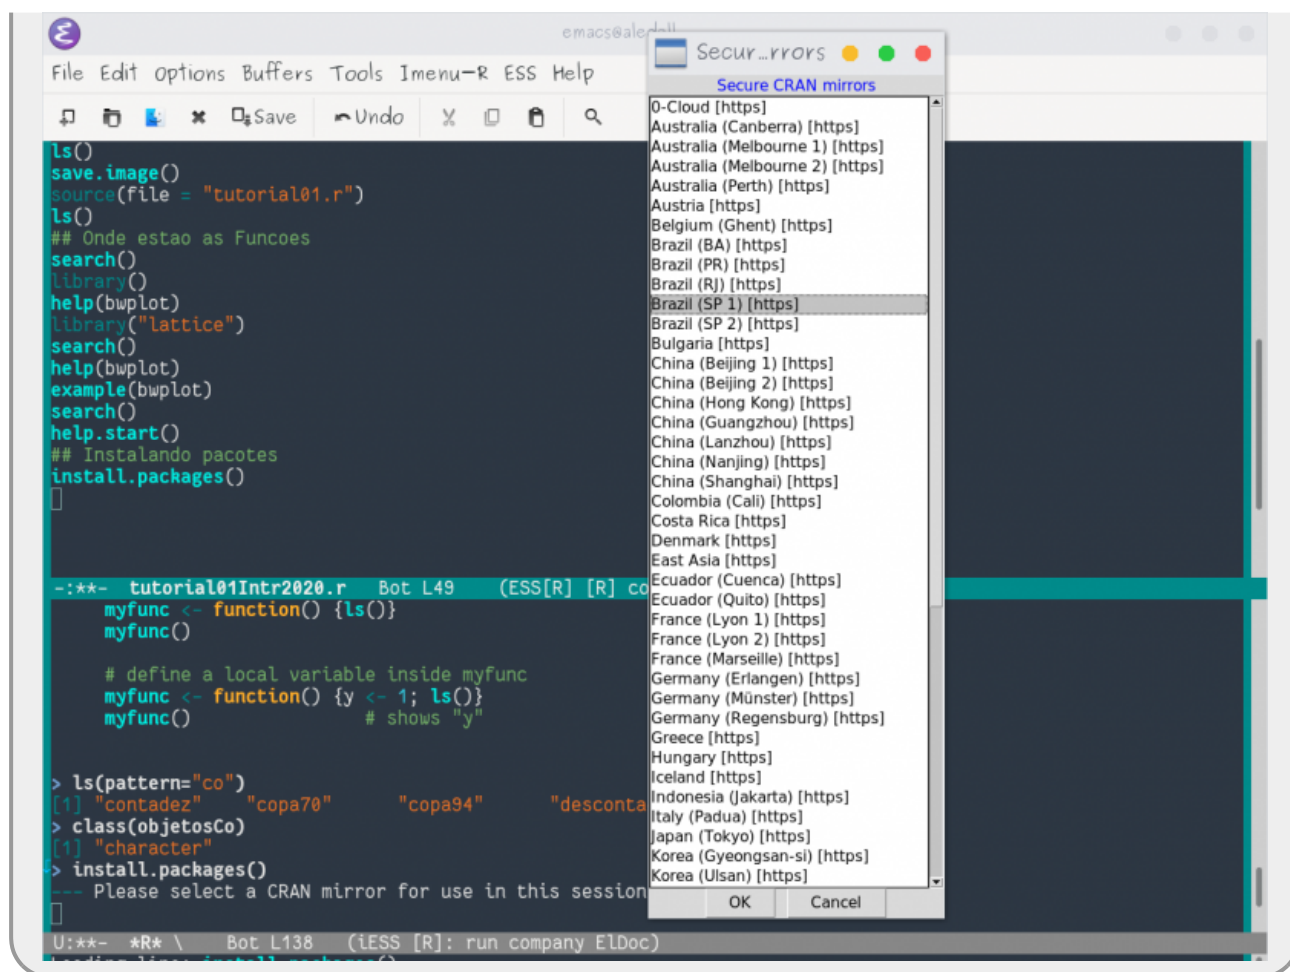 emacs@ale
File Edit Options Buffers Tools Imenu-R ESS Help
Save Undo
ls()
save.image()
source(file = "tutorial01.r")
ls()
## Onde estao as Funcoes
search()
library()
help(bwplot)
library("lattice")
search()
help(bwplot)
example(bwplot)
search()
help.start()
## Instalando pacotes
install.packages()
-:**- tutorial01Intr2020.r Bot L49 (ESS[R] [R] co
myfunc <- function() {ls()}
myfunc()
# define a local variable inside myfunc
myfunc <- function() {y <- 1; ls()}
myfunc() # shows "y"
> ls(pattern="co")
[1] "contadez" "copa70" "copa94" "desconta
> class(objetosCo)
[1] "character"
> install.packages()
--- Please select a CRAN mirror for use in this session
U:**- *R* \ Bot L138 (iESS [R]: run company ElDoc)
Loading line: install.packages()
Secur...rrors
Secure CRAN mirrors
0-Cloud [https]
Australia (Canberra) [https]
Australia (Melbourne 1) [https]
Australia (Melbourne 2) [https]
Australia (Perth) [https]
Austria [https]
Belgium (Ghent) [https]
Brazil (BA) [https]
Brazil (PR) [https]
Brazil (RJ) [https]
Brazil (SP 1) [https]
Brazil (SP 2) [https]
Bulgaria [https]
China (Beijing 1) [https]
China (Beijing 2) [https]
China (Hong Kong) [https]
China (Guangzhou) [https]
China (Lanzhou) [https]
China (Nanjing) [https]
China (Shanghai) [https]
Colombia (Cali) [https]
Costa Rica [https]
Denmark [https]
East Asia [https]
Ecuador (Cuenca) [https]
Ecuador (Quito) [https]
France (Lyon 1) [https]
France (Lyon 2) [https]
France (Marseille) [https]
Germany (Erlangen) [https]
Germany (Münster) [https]
Germany (Regensburg) [https]
Greece [https]
Hungary [https]
Iceland [https]
Indonesia (Jakarta) [https]
Italy (Padua) [https]
Japan (Tokyo) [https]
Korea (Gyeongsan-si) [https]
Korea (Ulsan) [https]
OK Cancel